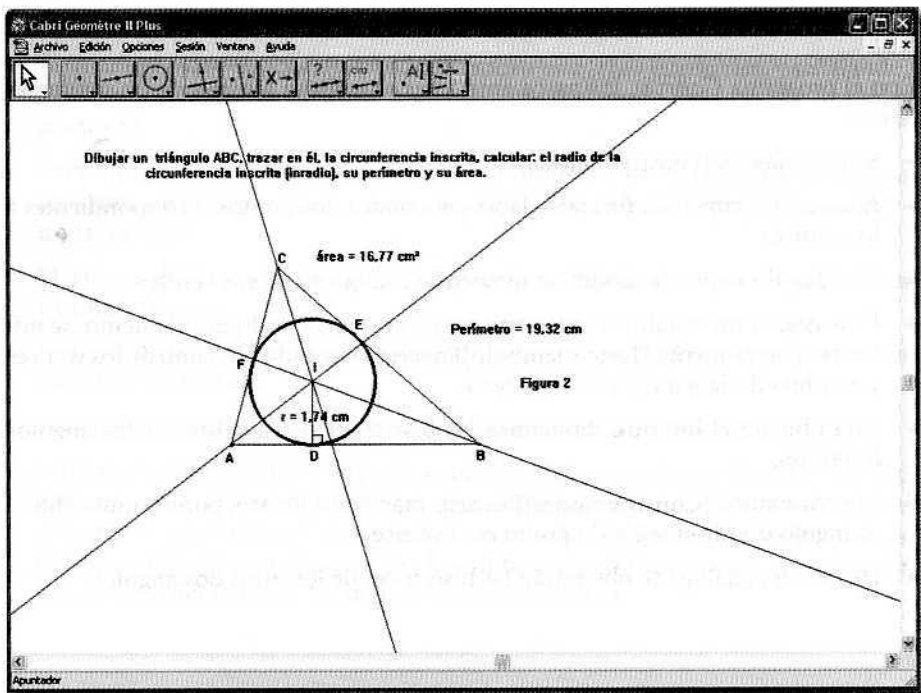 Cabri Géomètre II Plus
Archivo Edición Opciones Sesión Ventana Ayuda
Dibujar un triángulo ABC, trazar en él, la circunferencia inscrita, calcular: el radio de la
circunferencia inscrita (inradio), su perímetro y su área.
C
área = 16.77 cm²
E
Perímetro = 19.32 cm
F
I
Figura 2
r = 1,74 cm
A
D
B
Apuntador